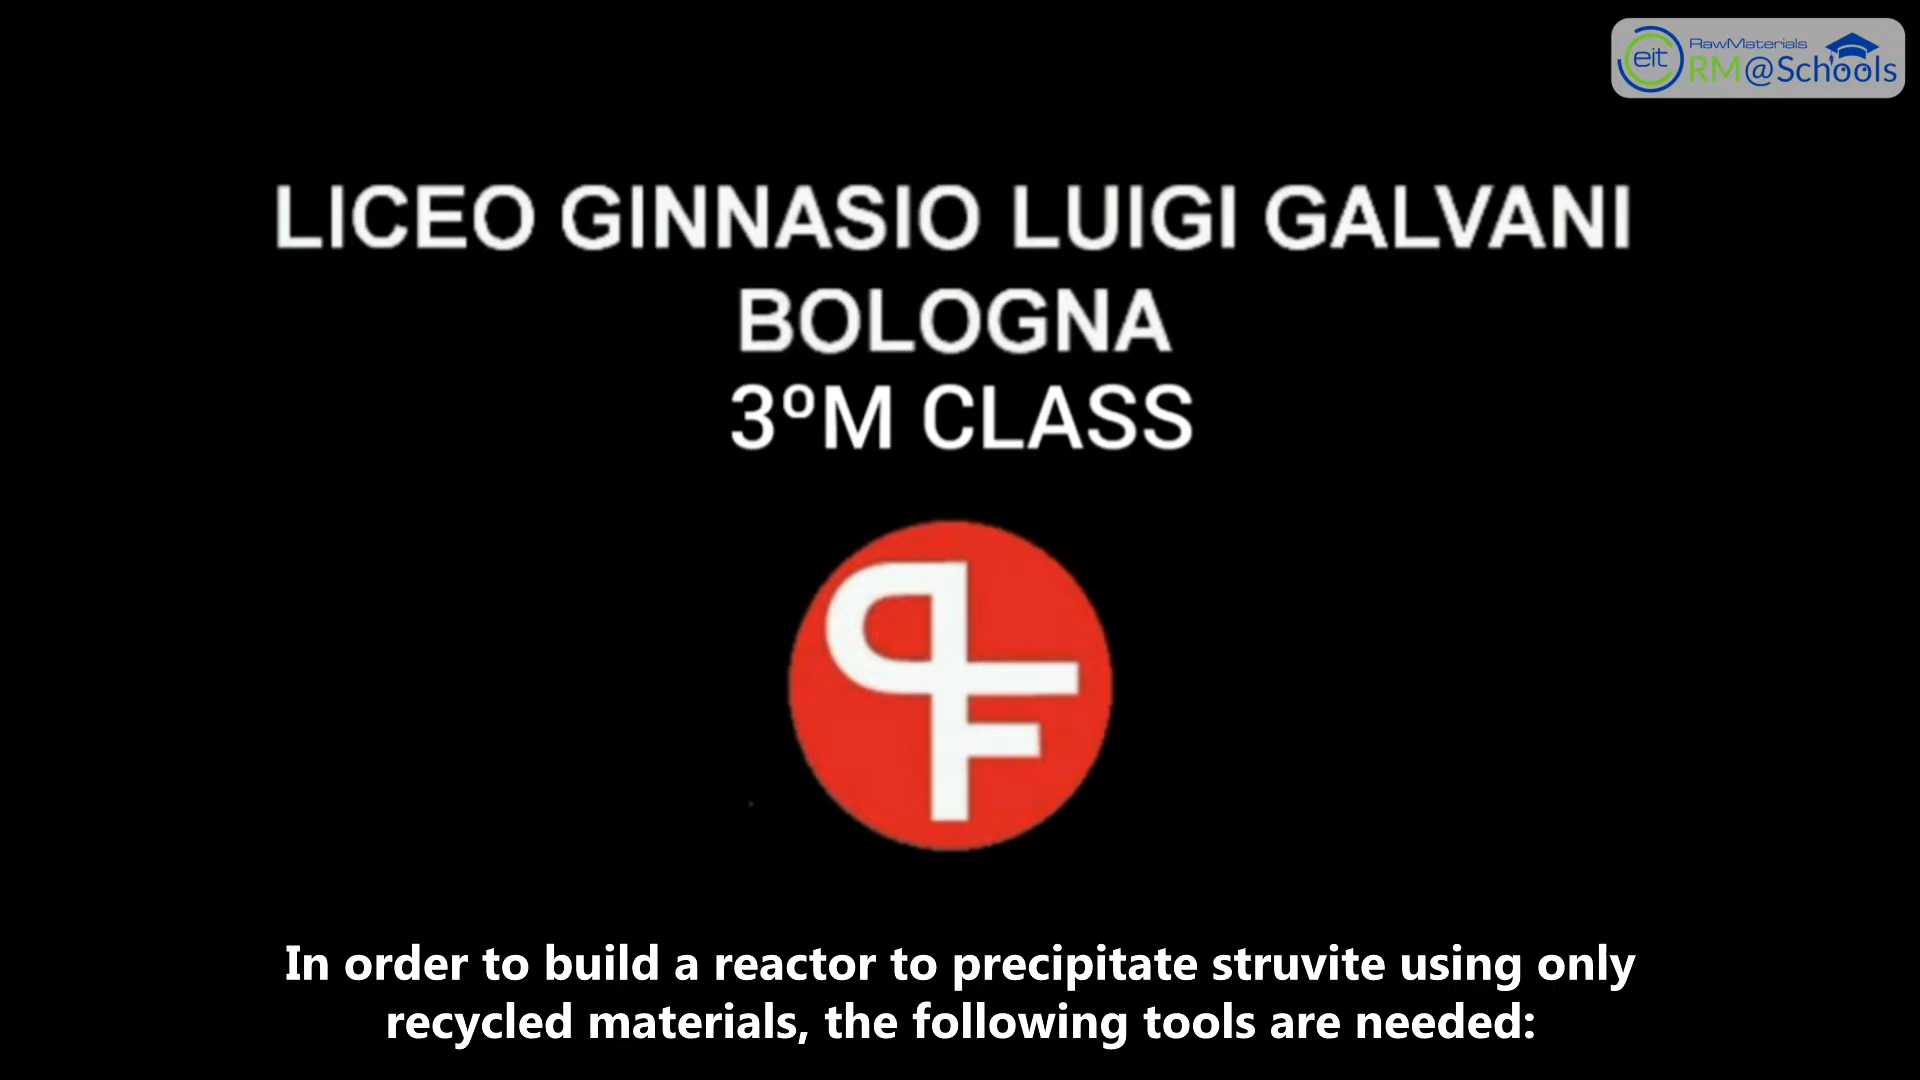 eit RawMaterials
RM@Schools
LICEO GINNASIO LUIGI GALVANI
BOLOGNA
3ºM CLASS
PF
In order to build a reactor to precipitate struvite using only
recycled materials, the following tools are needed: